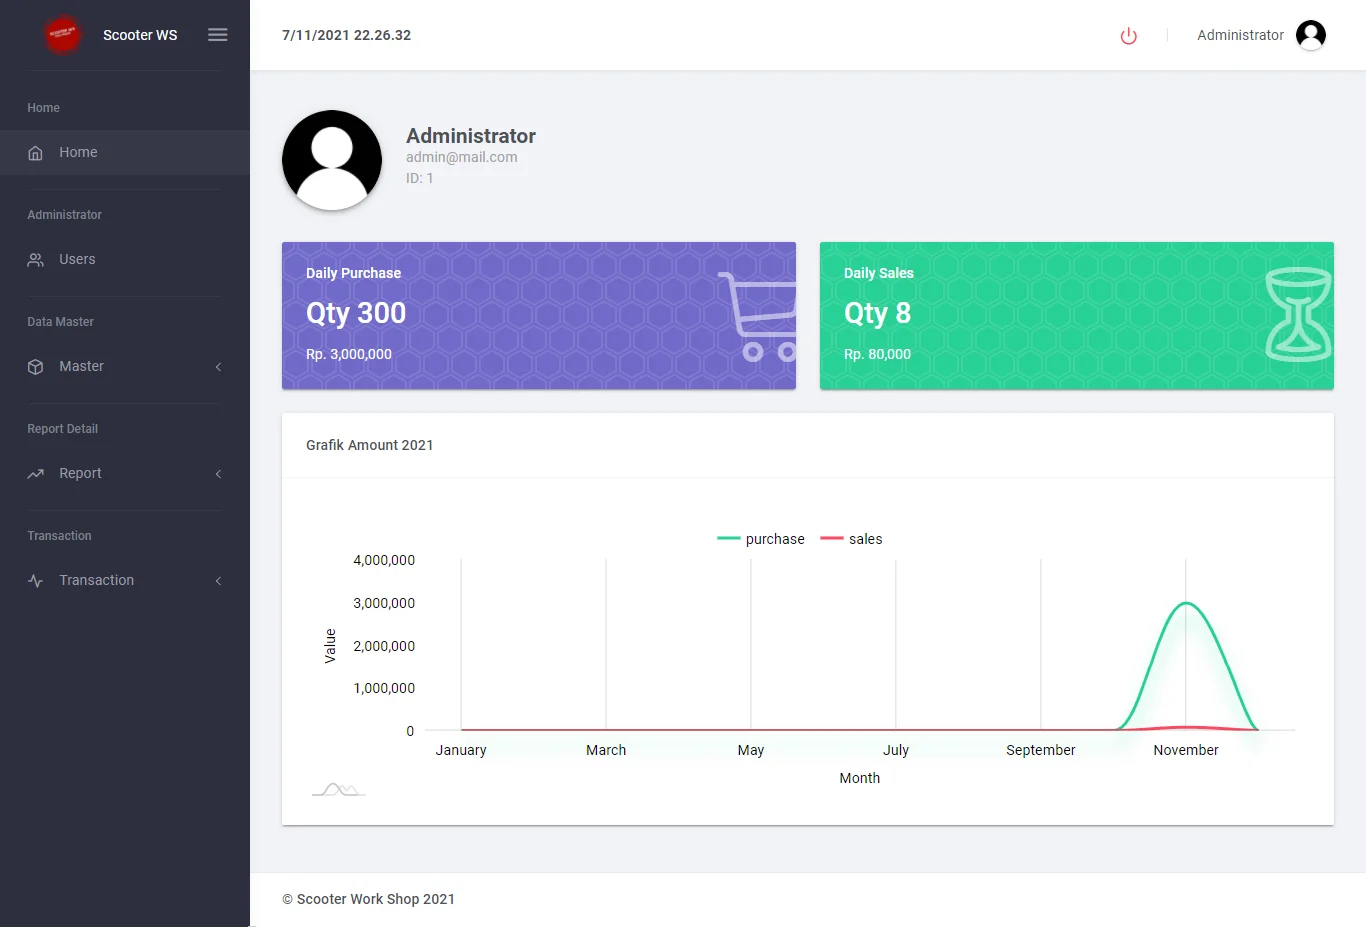 Scooter WS
7/11/2021 22.26.32
Administrator
Home
Home
Administrator
Users
Data Master
Master
Report Detail
Report
Transaction
Transaction
Administrator
admin@mail.com
ID: 1
Daily Purchase
Qty 300
Rp. 3,000,000
Daily Sales
Qty 8
Rp. 80,000
Grafik Amount 2021
purchase
sales
4,000,000
3,000,000
2,000,000
1,000,000
0
Value
January
March
May
July
September
November
Month
© Scooter Work Shop 2021